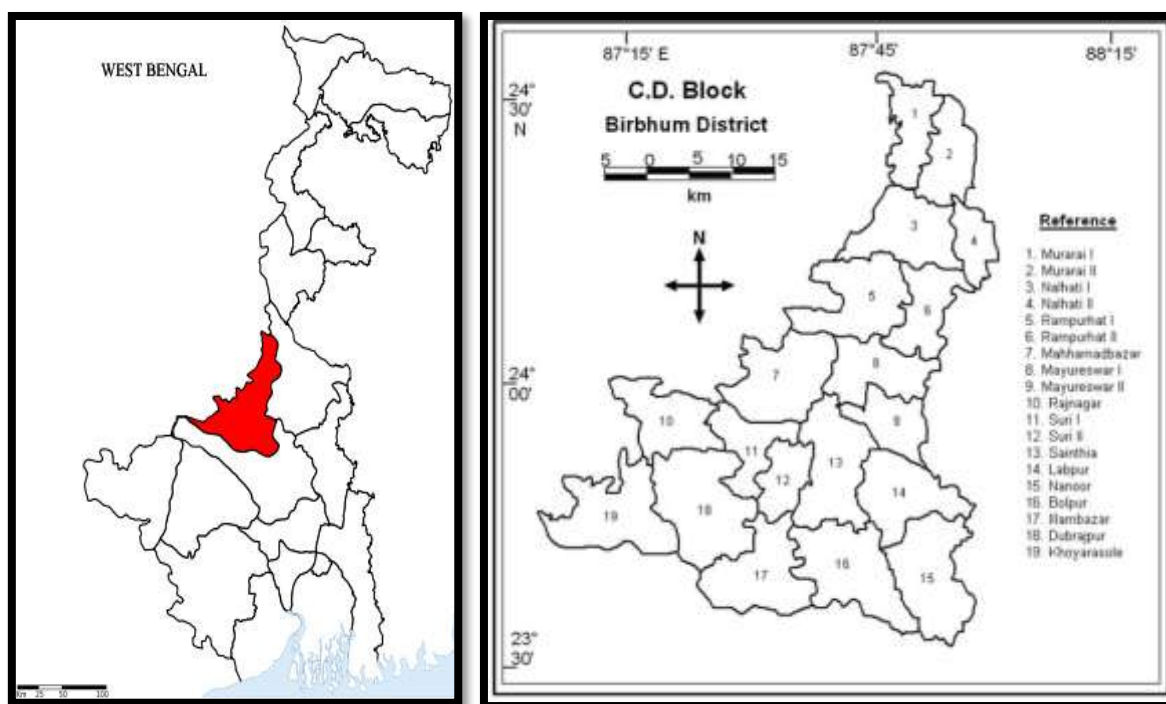 WEST BENGAL
Km 25 50 100
87°15' E 87°45' 88°15'
24° 30' N
C.D. Block
Birbhum District
5 0 5 10 15
km
N
24° 00'
23° 30'
Reference
1. Murarai I
2. Murarai II
3. Nalhati I
4. Nalhati II
5. Rampurhat I
6. Rampurhat II
7. Mahhamadbazar
8. Mayureswar I
9. Mayureswar II
10. Rajnagar
11. Suri I
12. Suri II
13. Sainthia
14. Labpur
15. Nanoor
16. Bolpur
17. Illambazar
18. Dubrajpur
19. Khoyarasole
1
2
3
4
5
6
7
8
9
10
11
12
13
14
15
16
17
18
19